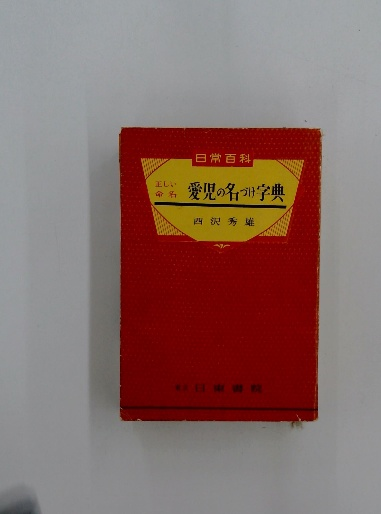 日常百科
正しい
命名
愛児の名づけ字典
西沢秀雄